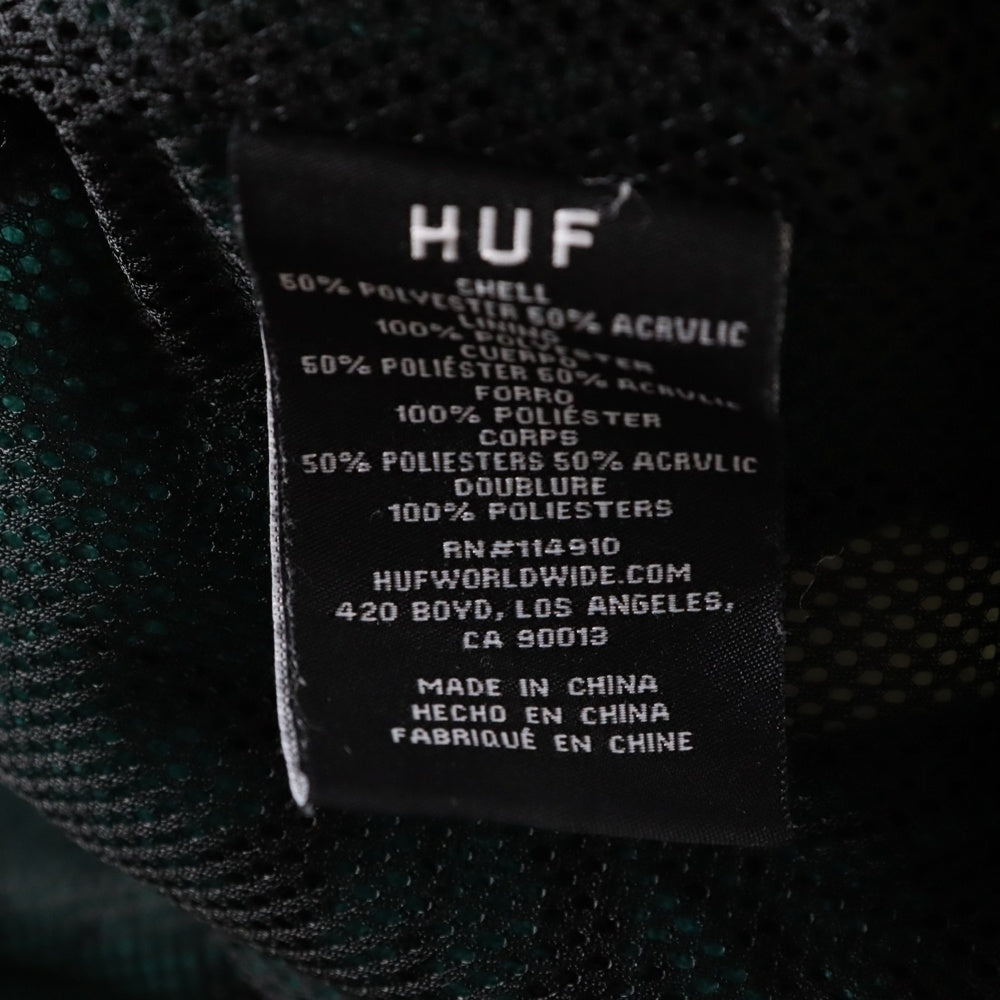 HUF
SHELL
50% POLYESTER 50% ACRYLIC
LINING
100% POLYESTER
CUERPO
50% POLIÉSTER 50% ACRYLIC
FORRO
100% POLIÉSTER
CORPS
50% POLIESTERS 50% ACRYLIC
DOUBLURE
100% POLIESTERS
RN#114910
HUFWORLDWIDE.COM
420 BOYD, LOS ANGELES,
CA 90013
MADE IN CHINA
HECHO EN CHINA
FABRIQUÉ EN CHINE